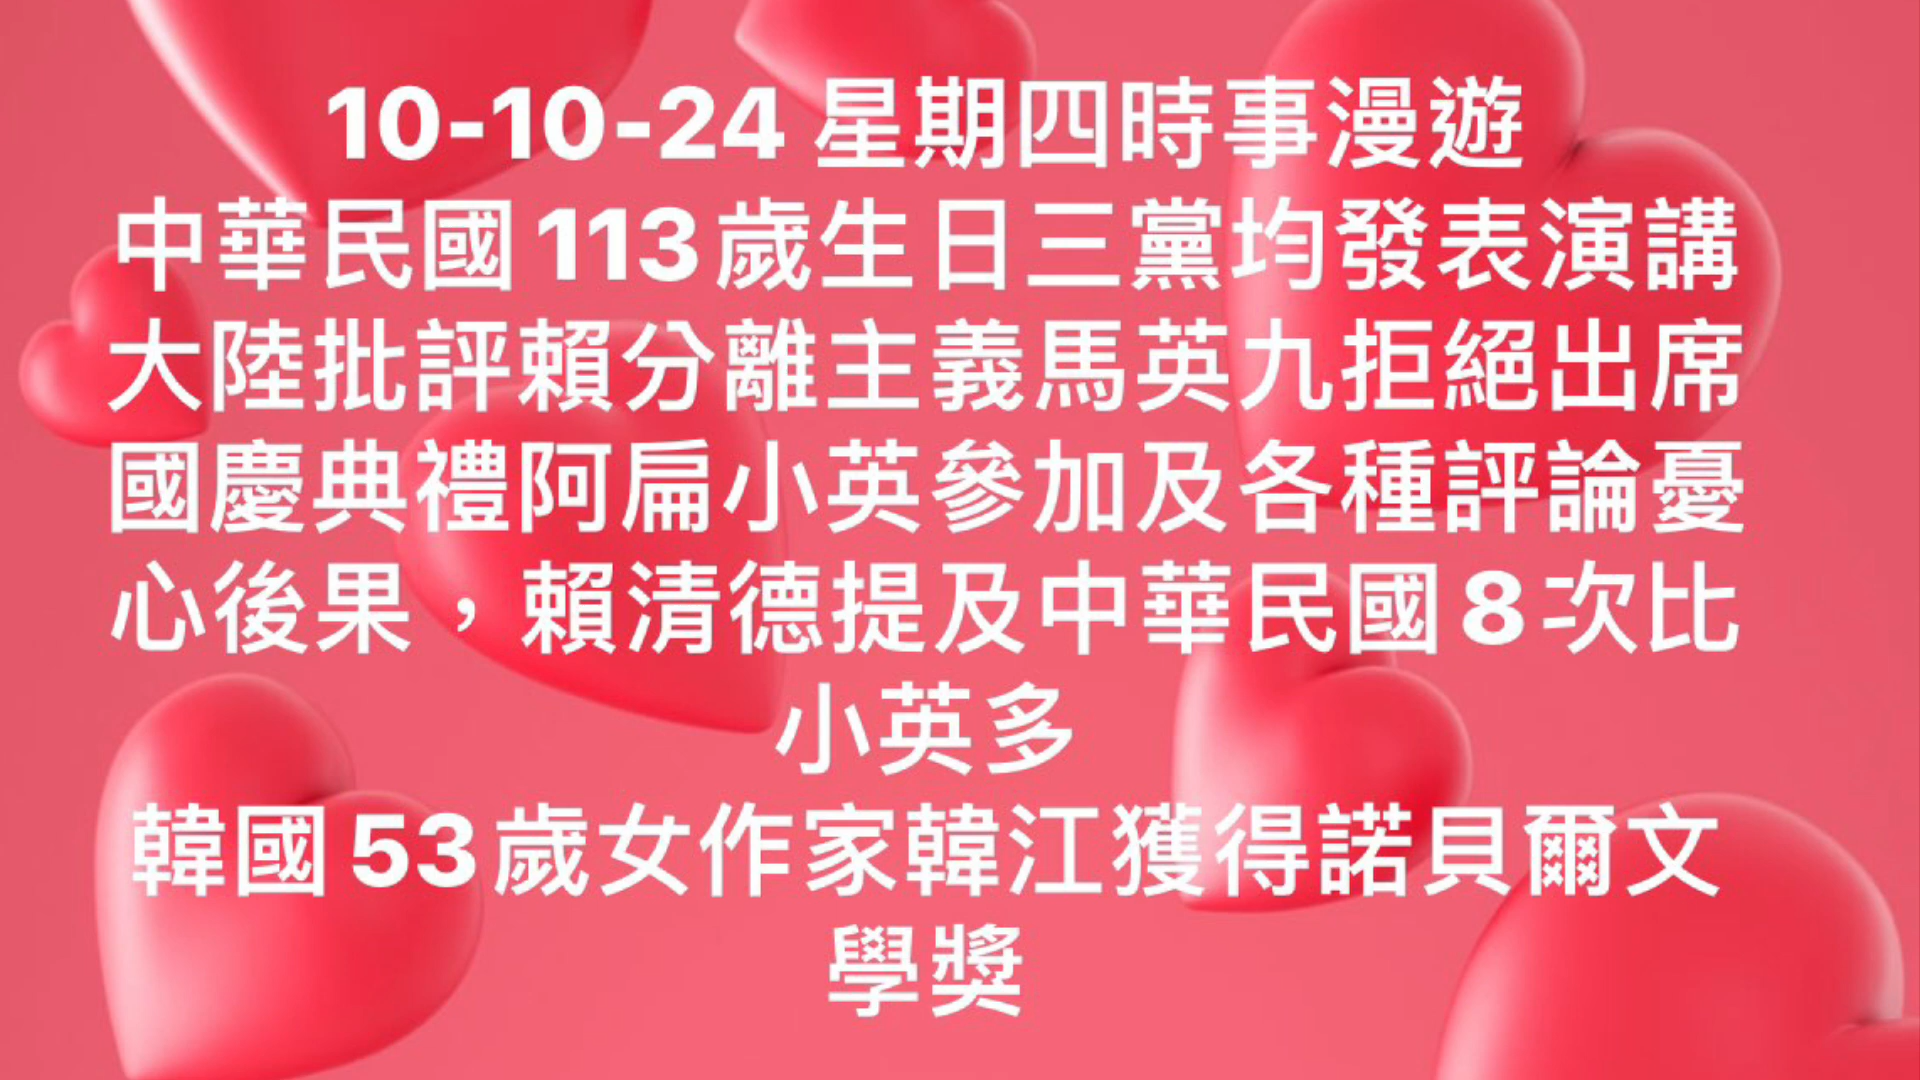 10-10-24 星期四時事漫遊
中華民國113歲生日三黨均發表演講
大陸批評賴分離主義馬英九拒絕出席
國慶典禮阿扁小英參加及各種評論憂
心後果，賴清德提及中華民國8次比
小英多
韓國53歲女作家韓江獲得諾貝爾文
學獎